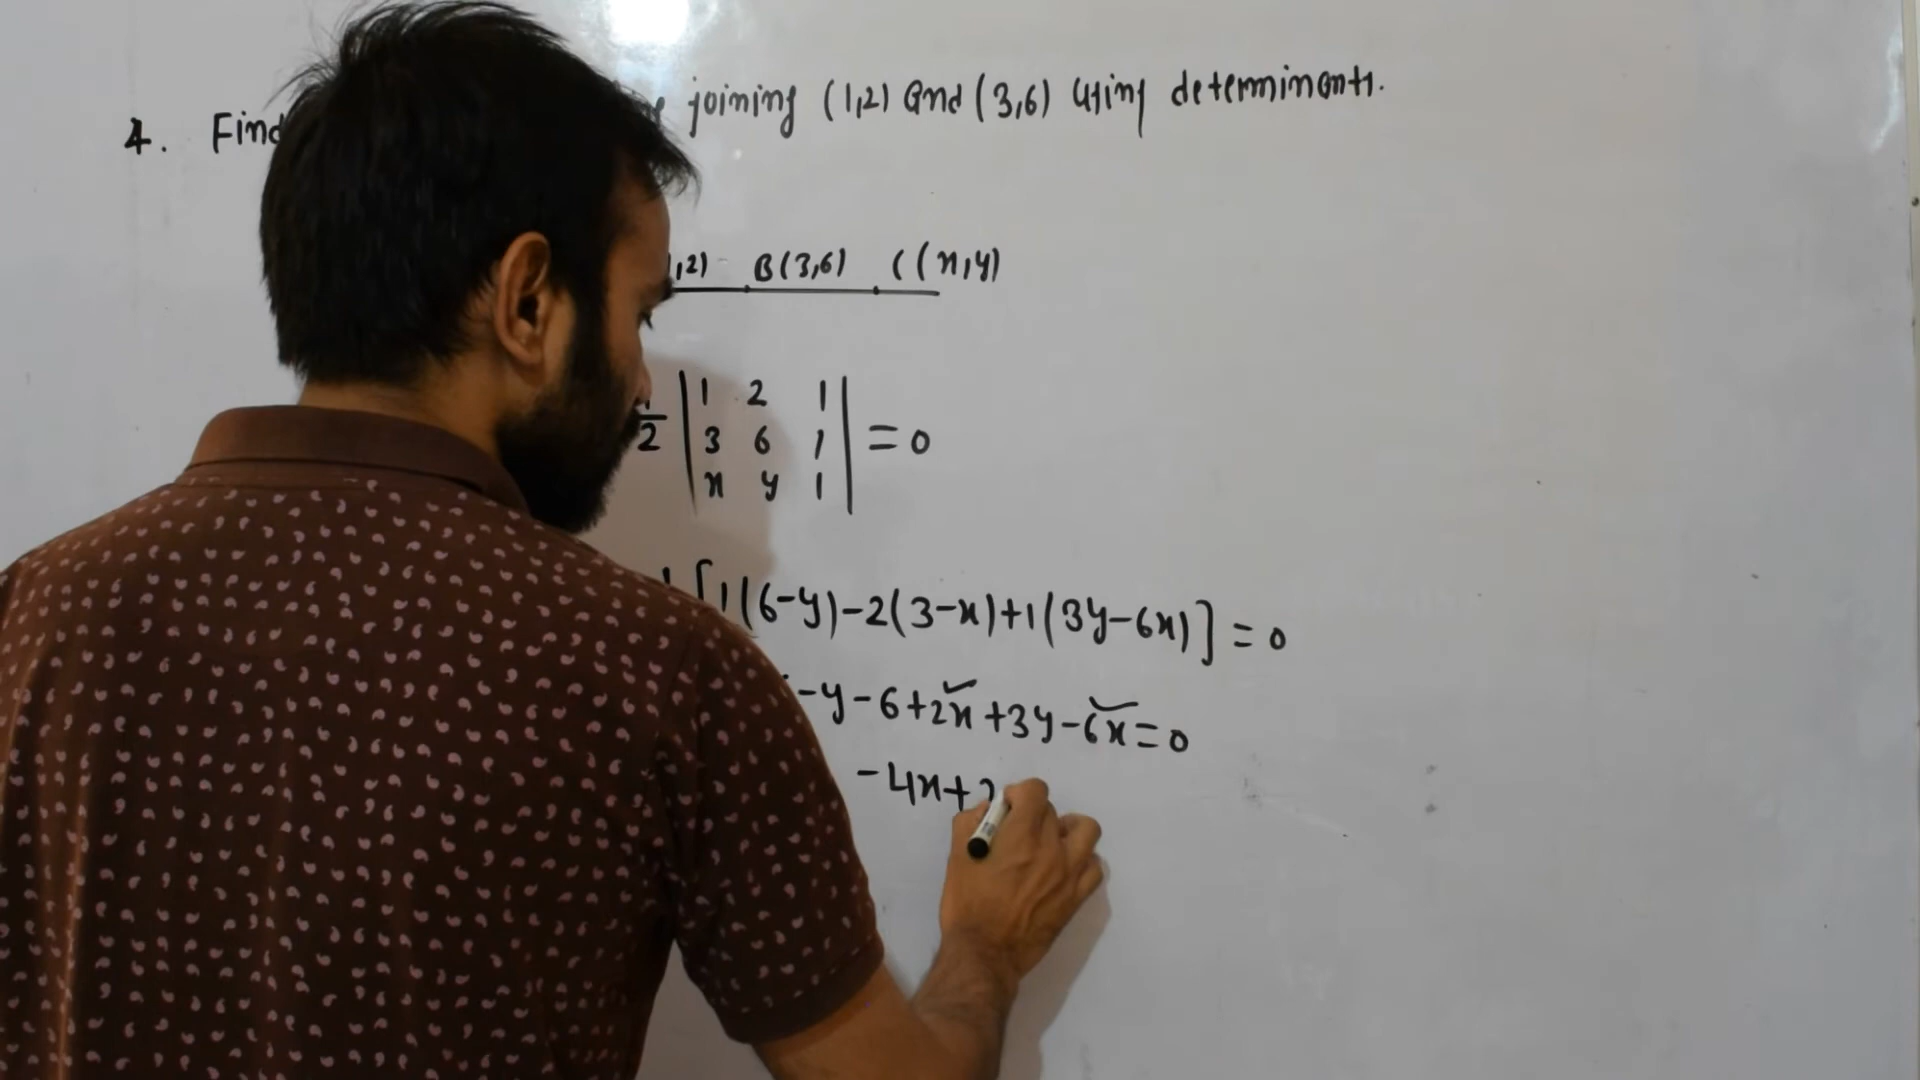 4. Find joining (1,2) and (3,6) using determinants.
,2) B(3,6) C(x,y)
1 2 1
2 3 6 1 = 0
x y 1
[1(6-y)-2(3-x)+1(3y-6x)] = 0
-y-6+2x+3y-6x=0
-4x+2